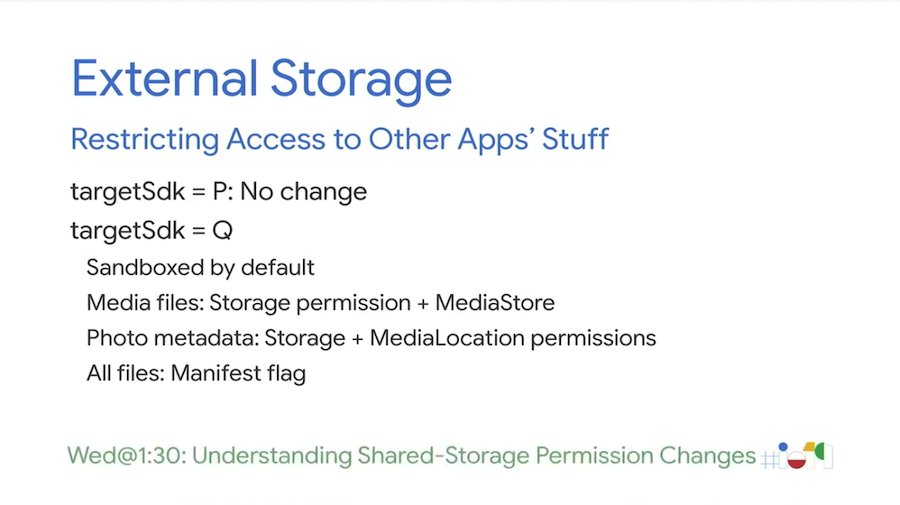 External Storage
Restricting Access to Other Apps’ Stuff
targetSdk = P: No change
targetSdk = Q
Sandboxed by default
Media files: Storage permission + MediaStore
Photo metadata: Storage + MediaLocation permissions
All files: Manifest flag
Wed@1:30: Understanding Shared-Storage Permission Changes